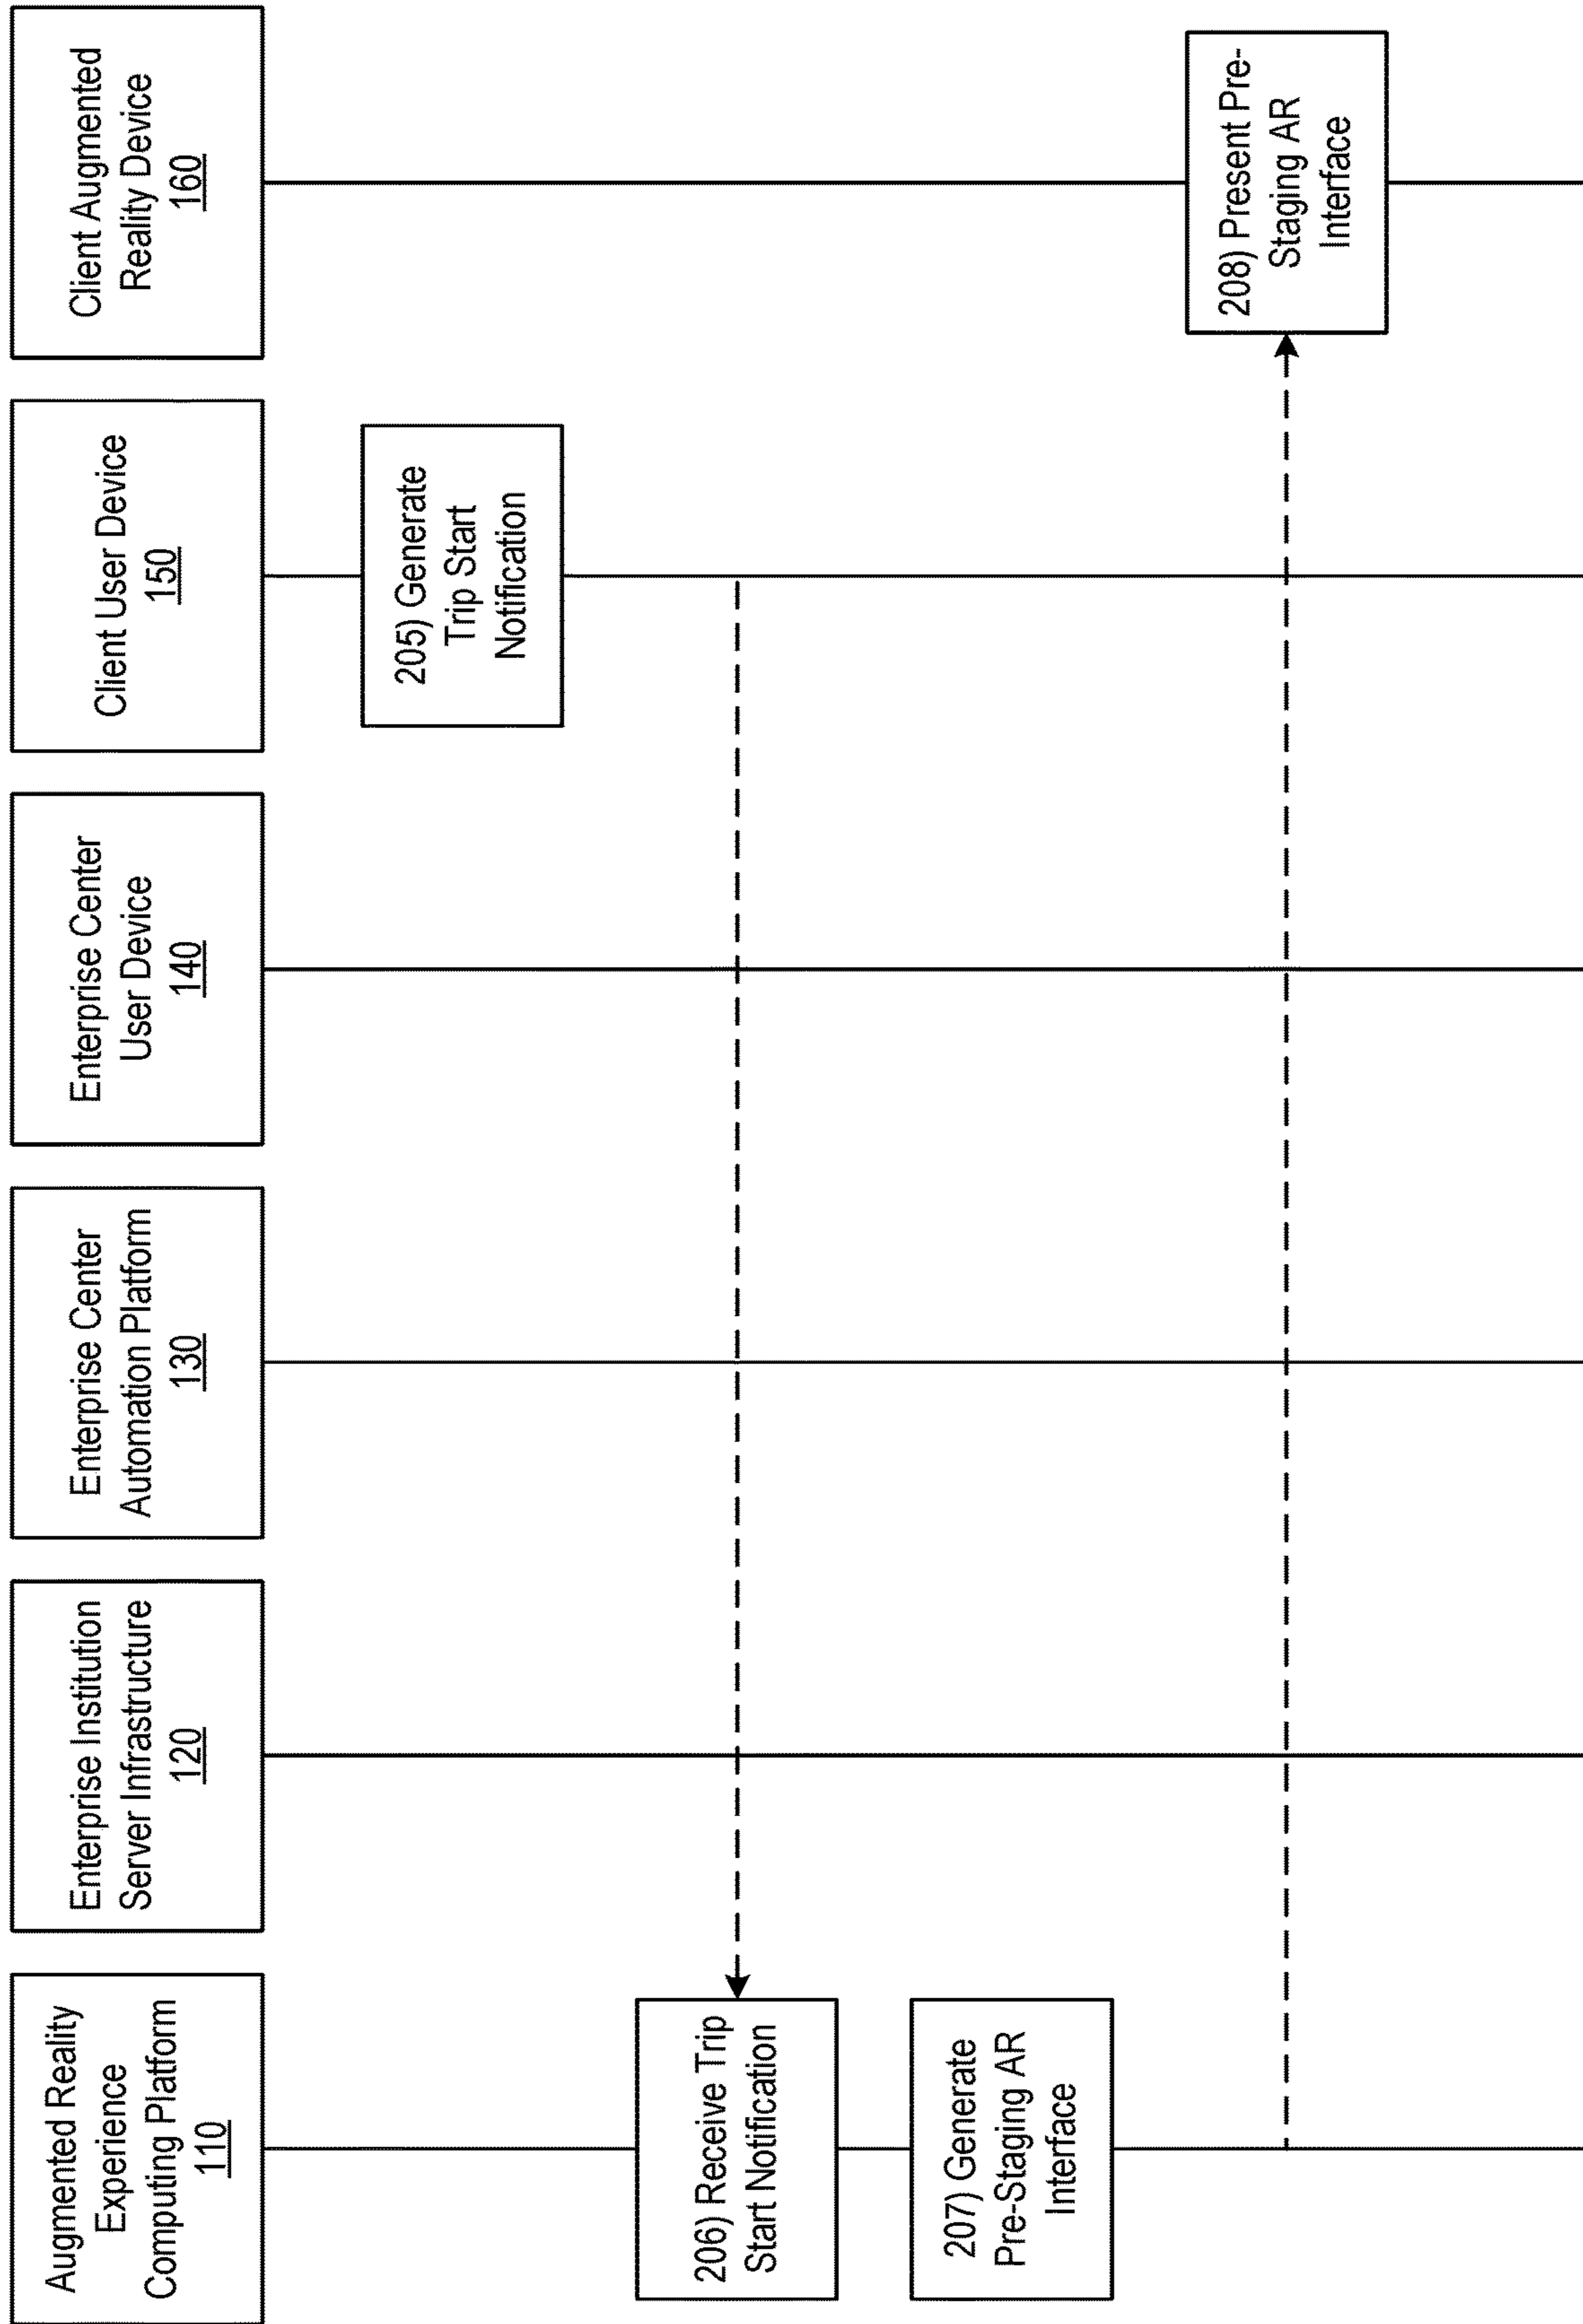 Augmented Reality
Experience
Computing Platform
110
Enterprise Institution
Server Infrastructure
120
Enterprise Center
Automation Platform
130
Enterprise Center
User Device
140
Client User Device
150
Client Augmented
Reality Device
160
205) Generate
Trip Start
Notification
206) Receive Trip
Start Notification
207) Generate
Pre-Staging AR
Interface
208) Present Pre-
Staging AR
Interface